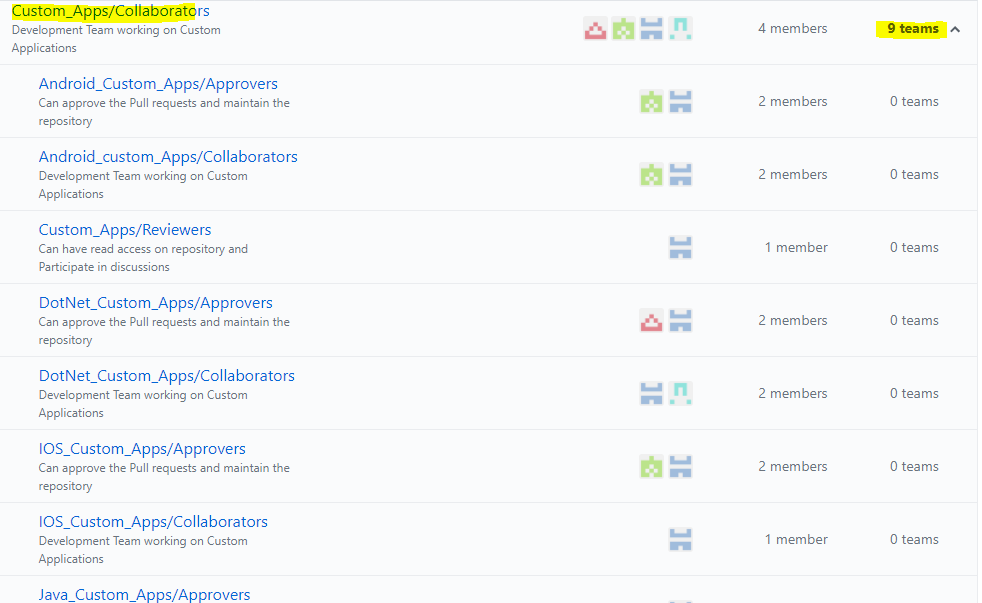 Custom_Apps/Collaborators
Development Team working on Custom
Applications
4 members
9 teams
Android_Custom_Apps/Approvers
Can approve the Pull requests and maintain the
repository
2 members
0 teams
Android_custom_Apps/Collaborators
Development Team working on Custom
Applications
2 members
0 teams
Custom_Apps/Reviewers
Can have read access on repository and
Participate in discussions
1 member
0 teams
DotNet_Custom_Apps/Approvers
Can approve the Pull requests and maintain the
repository
2 members
0 teams
DotNet_Custom_Apps/Collaborators
Development Team working on Custom
Applications
2 members
0 teams
IOS_Custom_Apps/Approvers
Can approve the Pull requests and maintain the
repository
2 members
0 teams
IOS_Custom_Apps/Collaborators
Development Team working on Custom
Applications
1 member
0 teams
Java_Custom_Apps/Approvers